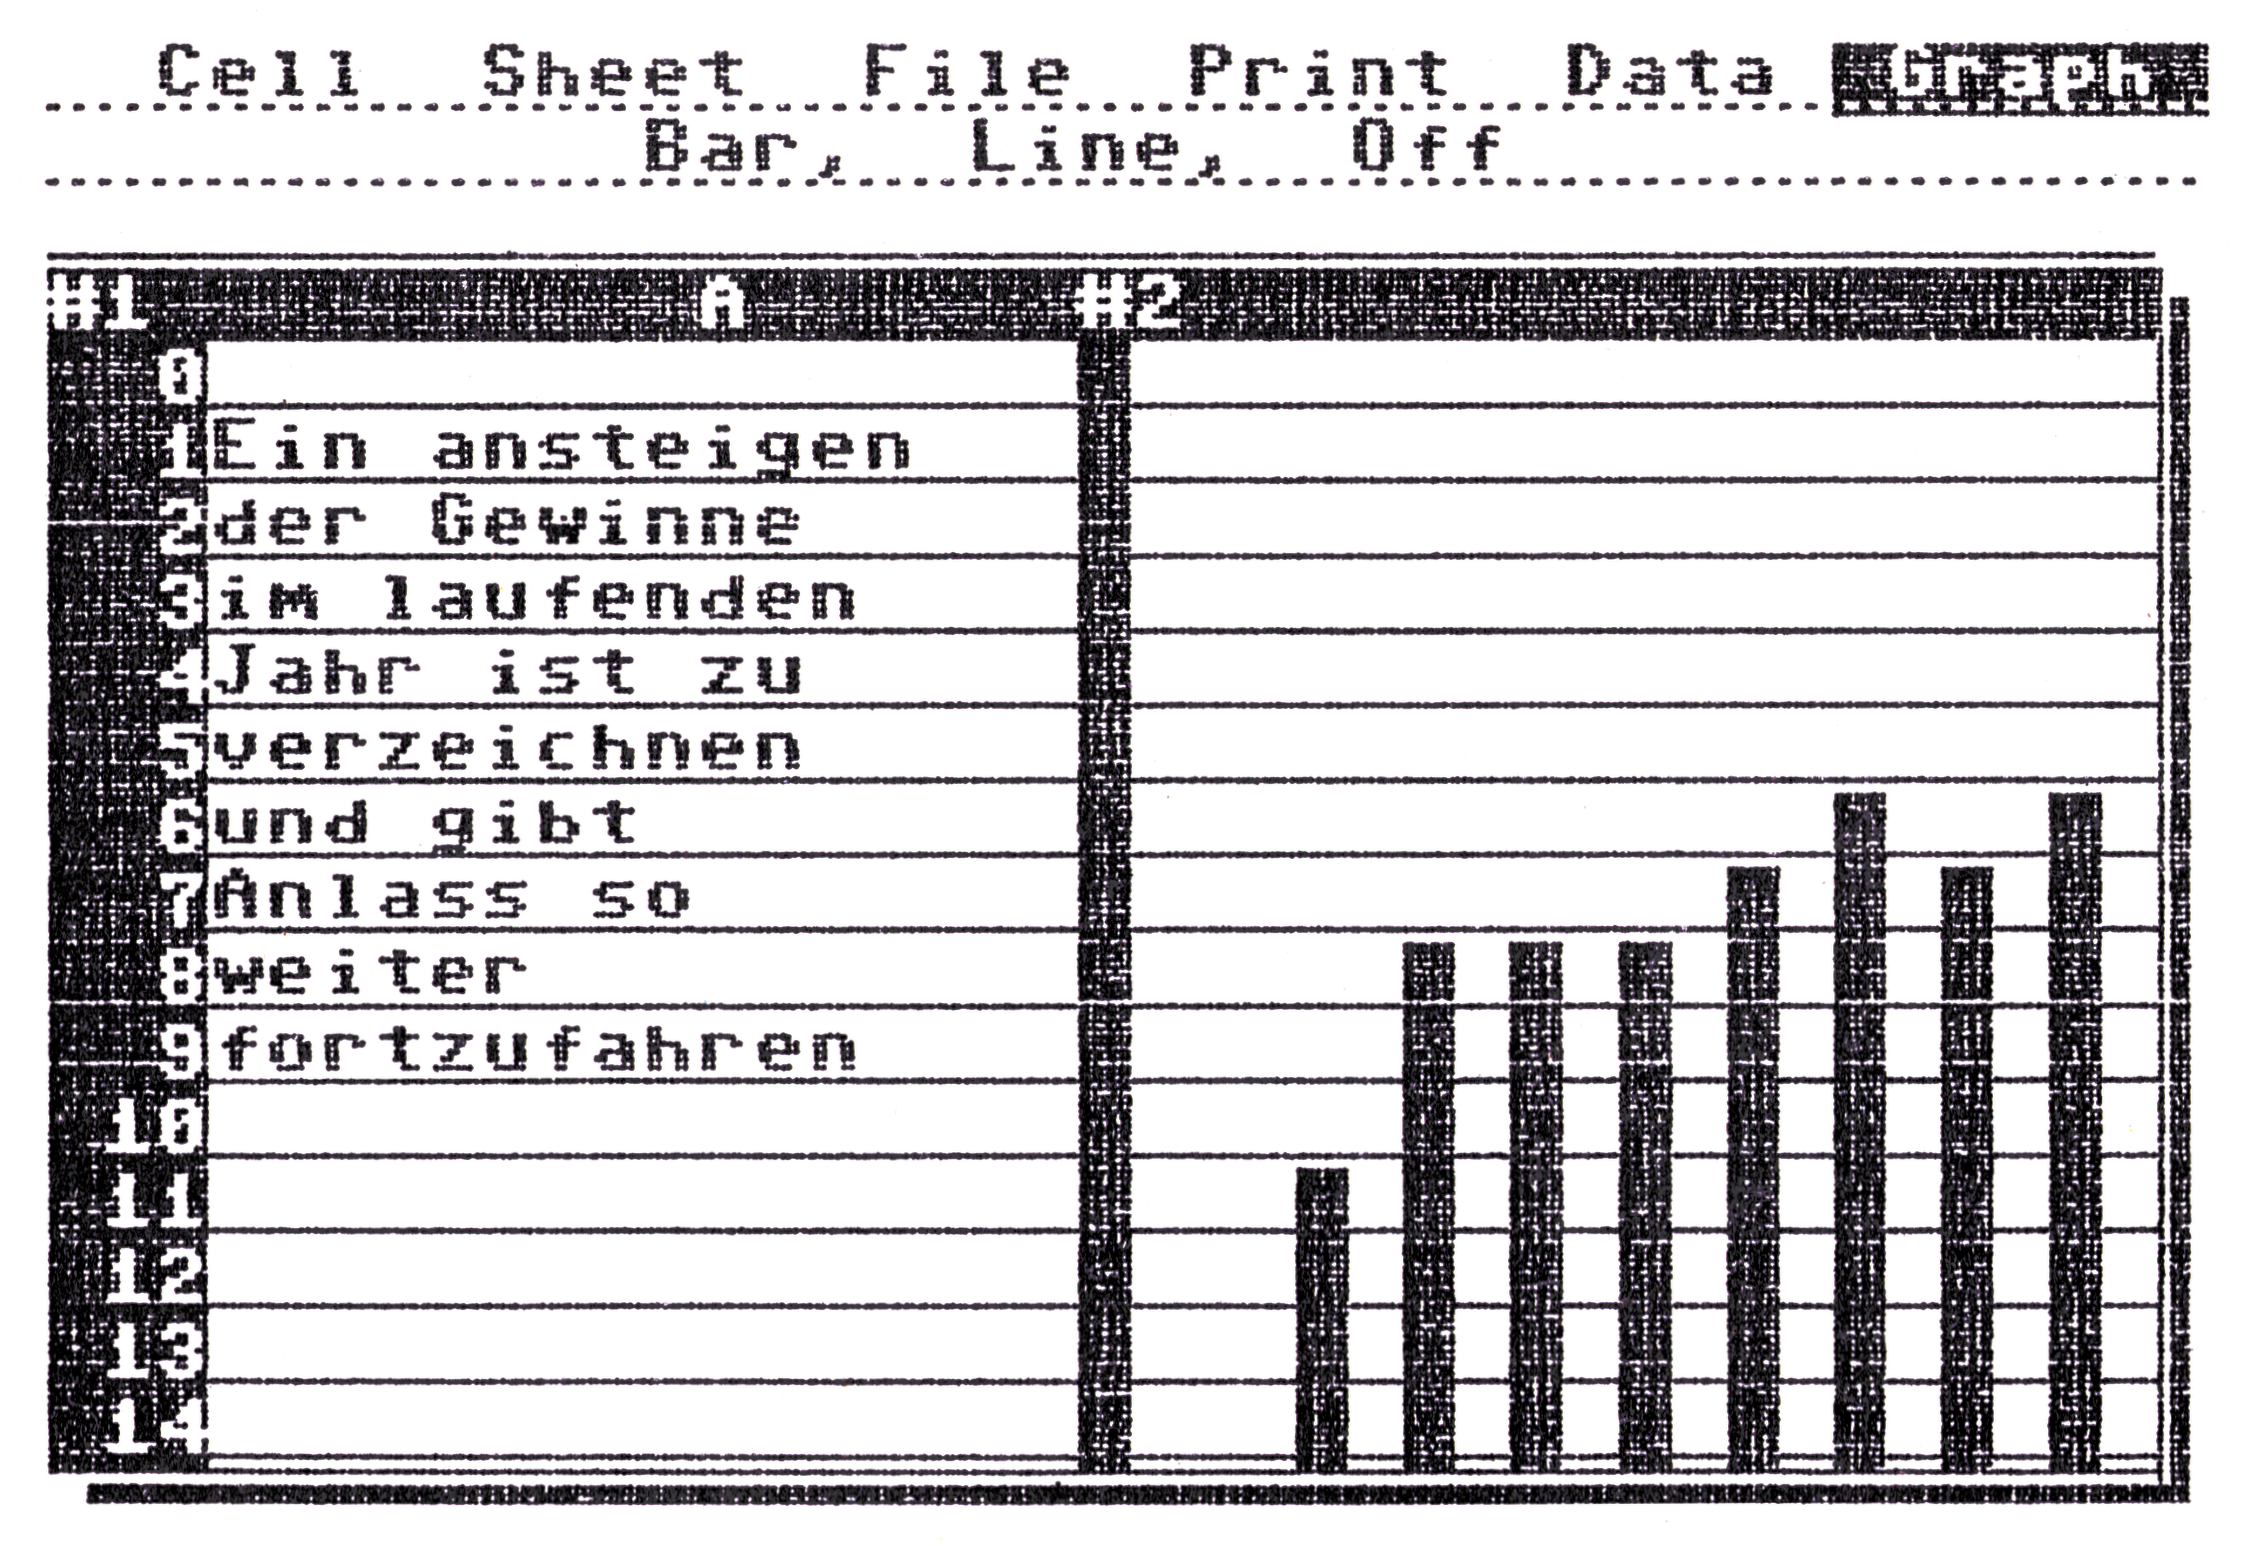 Cell Sheet File Print Data Graph
Bar, Line, Off
#1 A #2
0
1 Ein ansteigen
2 der Gewinne
3 im laufenden
4 Jahr ist zu
5 verzeichnen
6 und gibt
7 Anlass so
8 weiter
9 fortzufahren
10
11
12
13
14